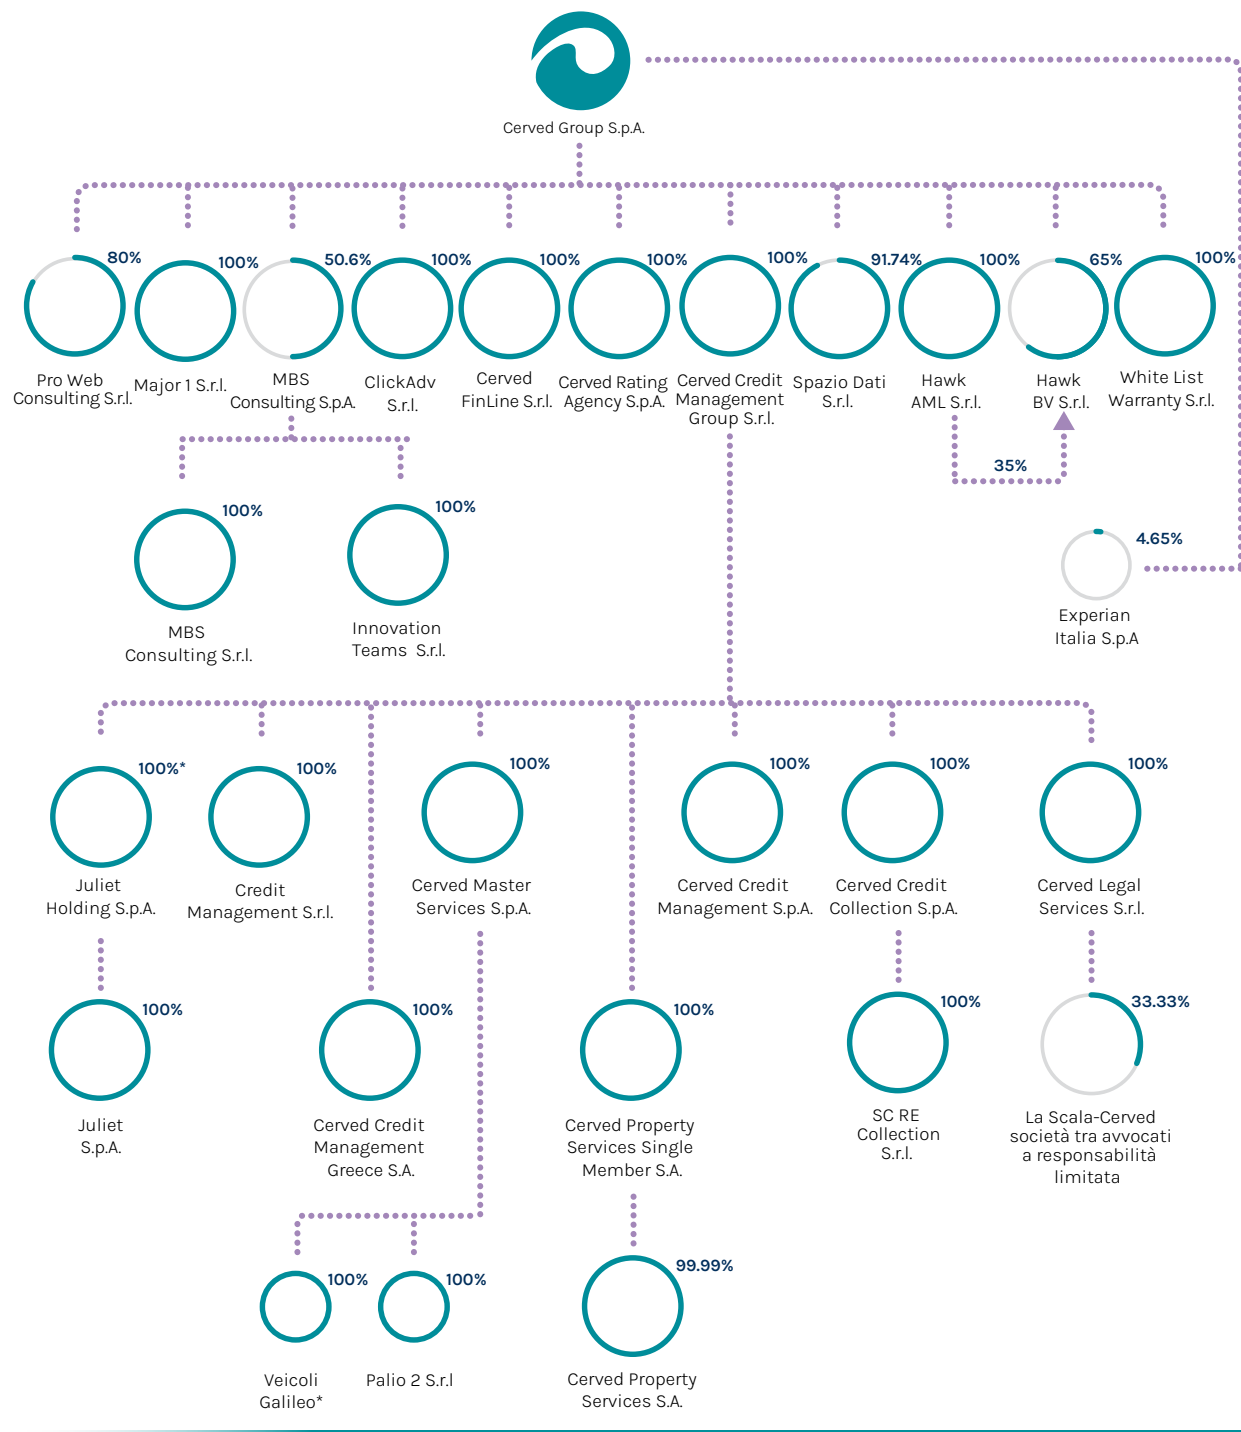 Cerved Group S.p.A.
80%
100%
50.6%
100%
100%
100%
100%
91.74%
100%
65%
100%
Pro Web
Consulting S.r.l.
Major 1 S.r.l.
MBS
Consulting S.p.A.
ClickAdv
S.r.l.
Cerved
FinLine S.r.l.
Cerved Rating
Agency S.p.A.
Cerved Credit
Management
Group S.r.l.
Spazio Dati
S.r.l.
Hawk
AML S.r.l.
Hawk
BV S.r.l.
White List
Warranty S.r.l.
35%
100%
MBS
Consulting S.r.l.
100%
Innovation
Teams S.r.l.
4.65%
Experian
Italia S.p.A
100%*
Juliet
Holding S.p.A.
100%
Credit
Management S.r.l.
100%
Cerved Master
Services S.p.A.
100%
Cerved Credit
Management S.p.A.
100%
Cerved Credit
Collection S.p.A.
100%
Cerved Legal
Services S.r.l.
100%
Juliet
S.p.A.
100%
Cerved Credit
Management
Greece S.A.
100%
Cerved Property
Services Single
Member S.A.
100%
SC RE
Collection
S.r.l.
33.33%
La Scala-Cerved
società tra avvocati
a responsabilità
limitata
100%
Veicoli
Galileo*
100%
Palio 2 S.r.l
99.99%
Cerved Property
Services S.A.